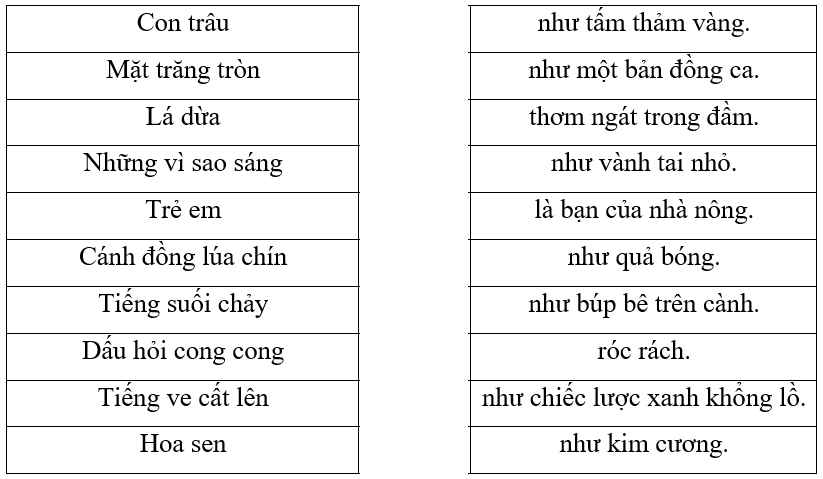 Con trâu
như tấm thảm vàng.
Mặt trăng tròn
như một bản đồng ca.
Lá dừa
thơm ngát trong đầm.
Những vì sao sáng
như vành tai nhỏ.
Trẻ em
là bạn của nhà nông.
Cánh đồng lúa chín
như quả bóng.
Tiếng suối chảy
như búp bê trên cành.
Dấu hỏi cong cong
róc rách.
Tiếng ve cất lên
như chiếc lược xanh khổng lồ.
Hoa sen
như kim cương.